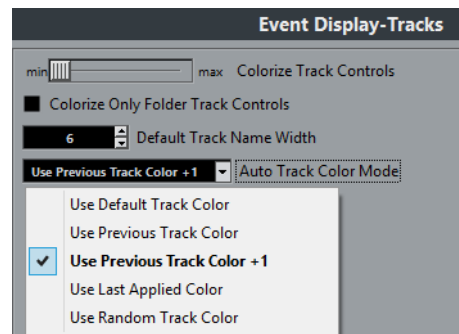 Event Display-Tracks
min max Colorize Track Controls
Colorize Only Folder Track Controls
6 Default Track Name Width
Use Previous Track Color +1 Auto Track Color Mode
Use Default Track Color
Use Previous Track Color
Use Previous Track Color +1
Use Last Applied Color
Use Random Track Color